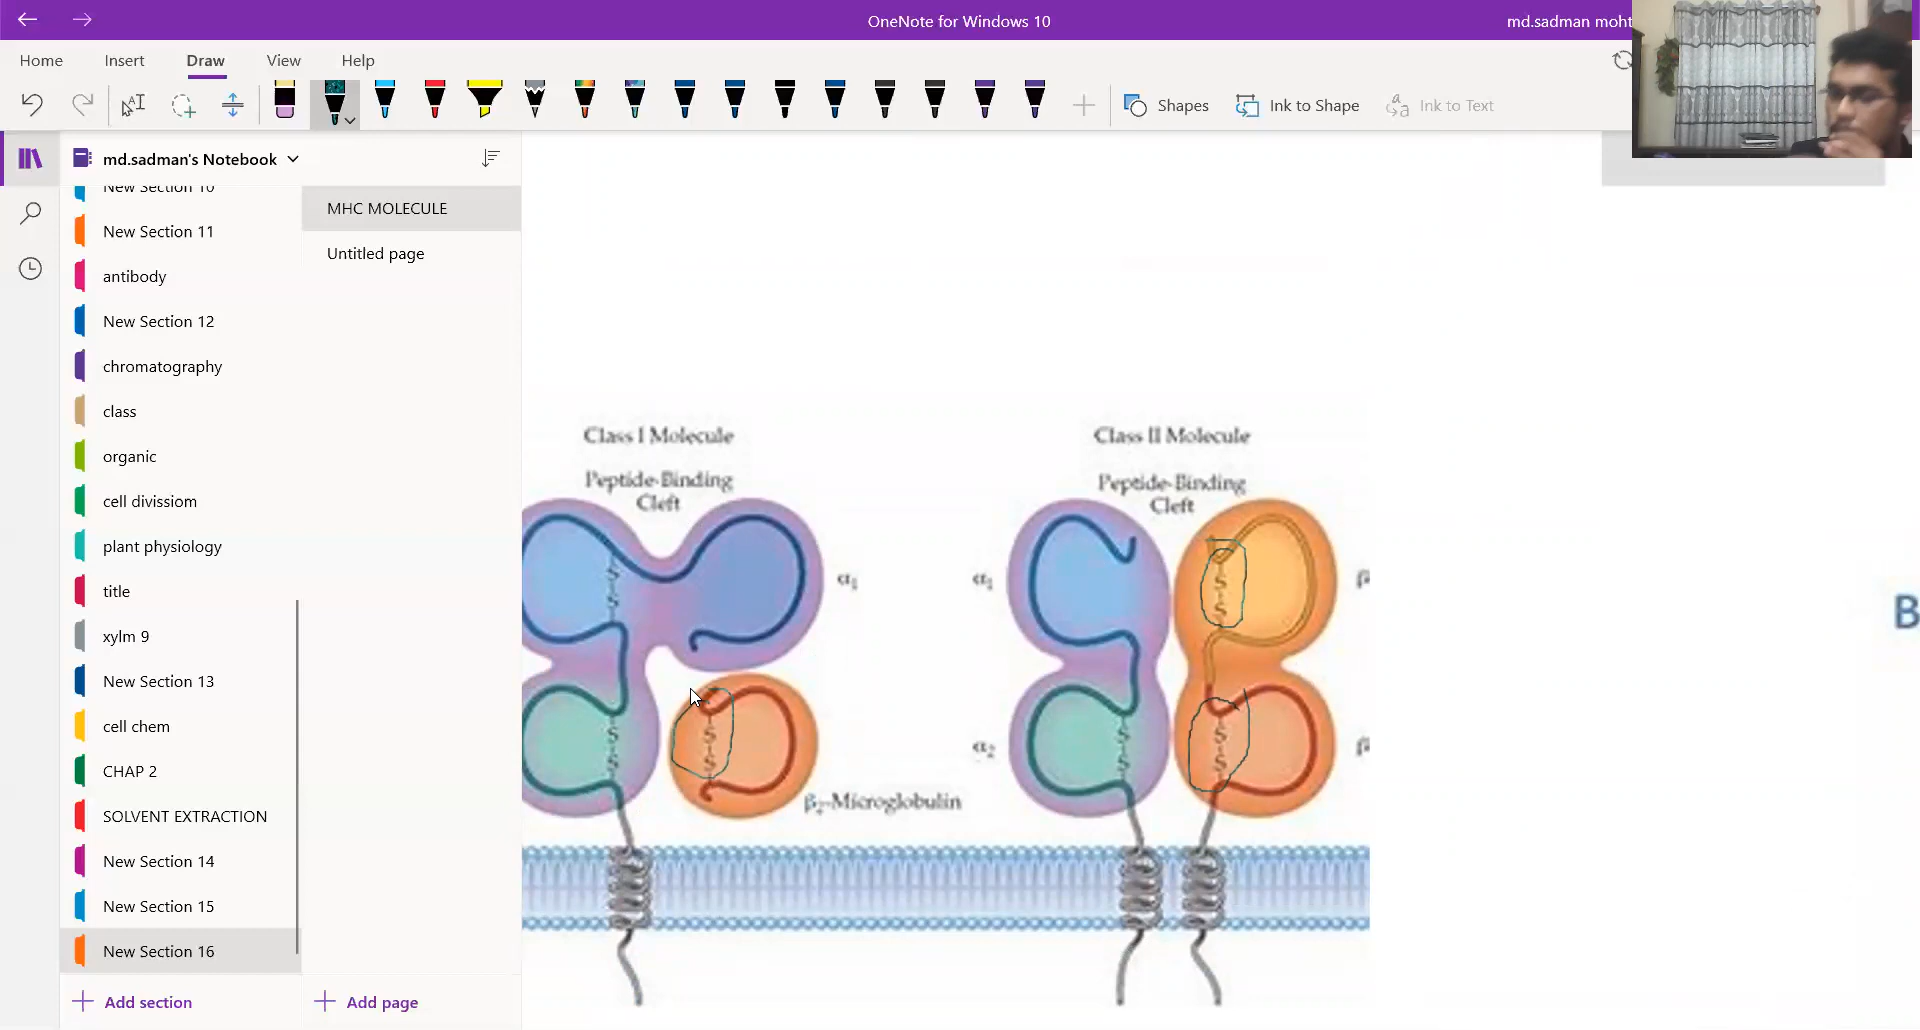 OneNote for Windows 10
md.sadman moht
Home Insert Draw View Help
Shapes Ink to Shape Ink to Text
md.sadman's Notebook
New Section 10
New Section 11
antibody
New Section 12
chromatography
class
organic
cell divissiom
plant physiology
title
xylm 9
New Section 13
cell chem
CHAP 2
SOLVENT EXTRACTION
New Section 14
New Section 15
New Section 16
Add section
MHC MOLECULE
Untitled page
Add page
Class I Molecule
Peptide-Binding
Cleft
α1
S
S
S
S
S
S
β2-Microglobulin
Class II Molecule
Peptide-Binding
Cleft
α1
α2
S
S
S
S
S
S
β
β
B